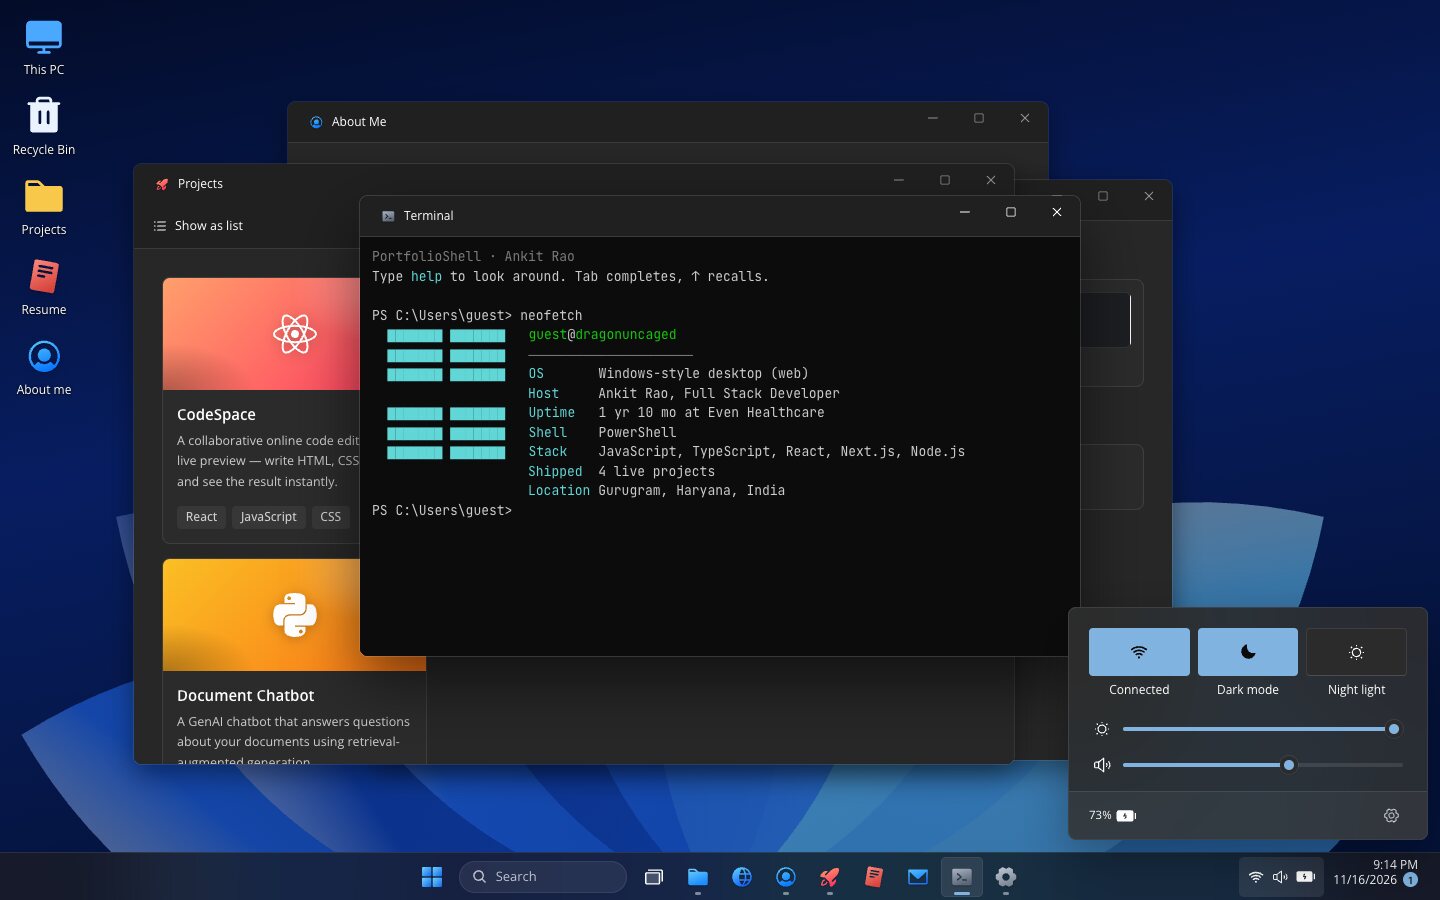 This PC
Recycle Bin
Projects
Resume
About me
About Me
Projects
Show as list
CodeSpace
A collaborative online code edit
live preview — write HTML, CSS
and see the result instantly.
React
JavaScript
CSS
Document Chatbot
A GenAI chatbot that answers questions
about your documents using retrieval-
augmented generation
Terminal
PortfolioShell · Ankit Rao
Type help to look around. Tab completes, ↑ recalls.
PS C:\Users\guest> neofetch
guest@dragonuncaged
OS Windows-style desktop (web)
Host Ankit Rao, Full Stack Developer
Uptime 1 yr 10 mo at Even Healthcare
Shell PowerShell
Stack JavaScript, TypeScript, React, Next.js, Node.js
Shipped 4 live projects
Location Gurugram, Haryana, India
PS C:\Users\guest>
Connected
Dark mode
Night light
73%
Search
9:14 PM
11/16/2026
1